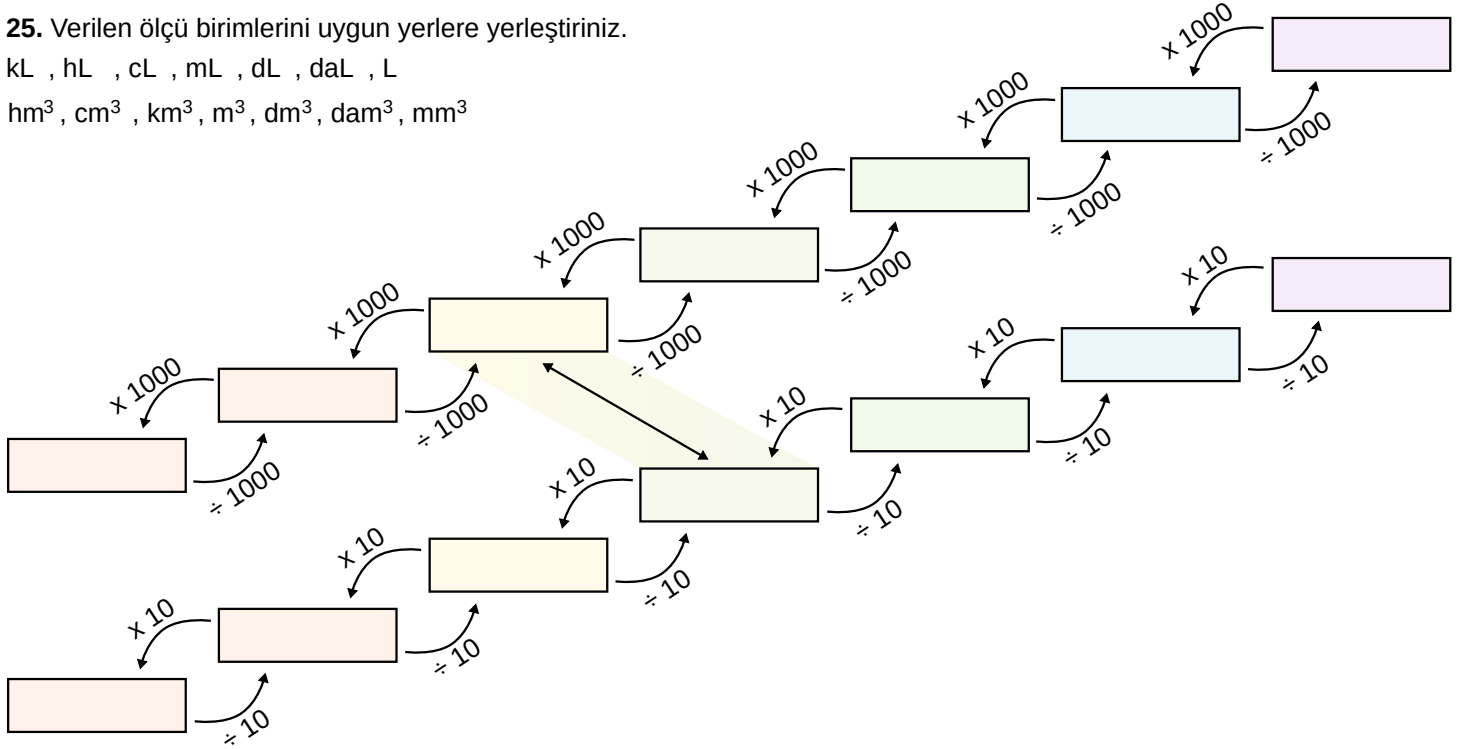 25. Verilen ölçü birimlerini uygun yerlere yerleştiriniz.
kL , hL , cL , mL , dL , daL , L
hm³ , cm³ , km³ , m³ , dm³ , dam³ , mm³
x 1000
÷ 1000
x 1000
÷ 1000
x 1000
÷ 1000
x 1000
÷ 1000
x 1000
÷ 1000
x 1000
÷ 1000
x 10
÷ 10
x 10
÷ 10
x 10
÷ 10
x 10
÷ 10
x 10
÷ 10
x 10
÷ 10